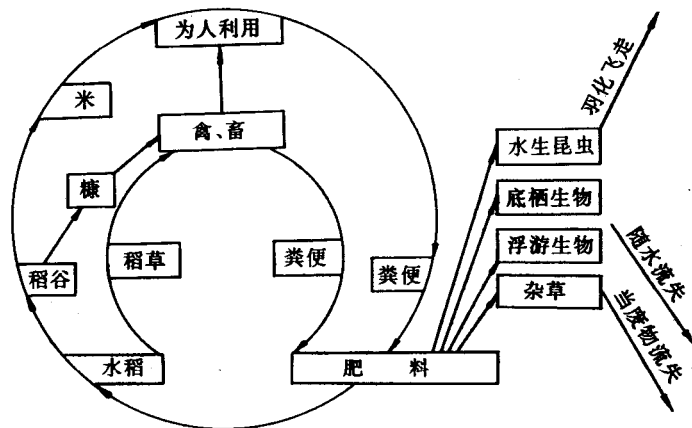 为人利用
米
禽、畜
糠
稻谷
稻草
粪便
粪便
水稻
肥 料
水生昆虫
底栖生物
浮游生物
杂草
羽化飞走
随水流失
当废物流失